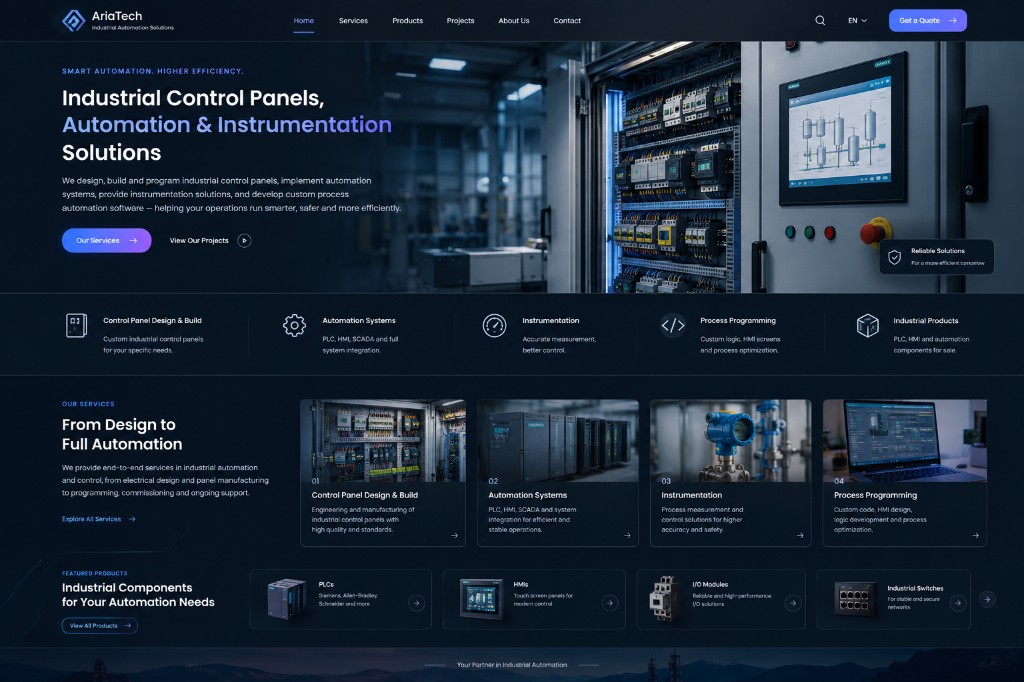 AriaTech
Industrial Automation Solutions
Home
Services
Products
Projects
About Us
Contact
EN
Get a Quote
SMART AUTOMATION. HIGHER EFFICIENCY.
Industrial Control Panels,
Automation & Instrumentation
Solutions
We design, build and program industrial control panels, implement automation
systems, provide instrumentation solutions, and develop custom process
automation software — helping your operations run smarter, safer and more efficiently.
Our Services
View Our Projects
Reliable Solutions
For a more efficient tomorrow
Control Panel Design & Build
Custom industrial control panels
for your specific needs.
Automation Systems
PLC, HMI, SCADA and full
system integration.
Instrumentation
Accurate measurement,
better control.
</>
Process Programming
Custom logic, HMI screens
and process optimization.
Industrial Products
PLC, HMI and automation
components for sale.
OUR SERVICES
From Design to
Full Automation
We provide end-to-end services in industrial automation
and control, from electrical design and panel manufacturing
to programming, commissioning and ongoing support.
Explore All Services
01
Control Panel Design & Build
Engineering and manufacturing of
industrial control panels with
high quality and standards.
02
Automation Systems
PLC, HMI, SCADA and system
integration for efficient and
stable operations.
03
Instrumentation
Process measurement and
control solutions for higher
accuracy and safety.
04
Process Programming
Custom code, HMI design,
logic development and process
optimization.
FEATURED PRODUCTS
Industrial Components
for Your Automation Needs
View All Products
PLCs
Siemens, Allen-Bradley,
Schneider and more
HMIs
Touch screen panels for
modern control
I/O Modules
Reliable and high-performance
I/O solutions
Industrial Switches
For stable and secure
networks
Your Partner in Industrial Automation